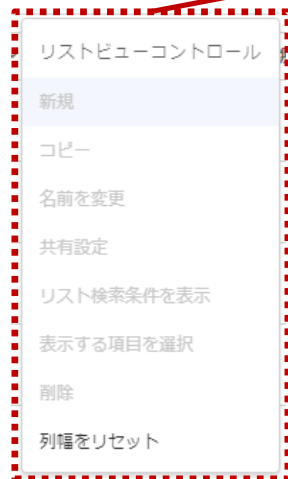 リストビューコントロール
新規
コピー
名前を変更
共有設定
リスト検索条件を表示
表示する項目を選択
削除
列幅をリセット